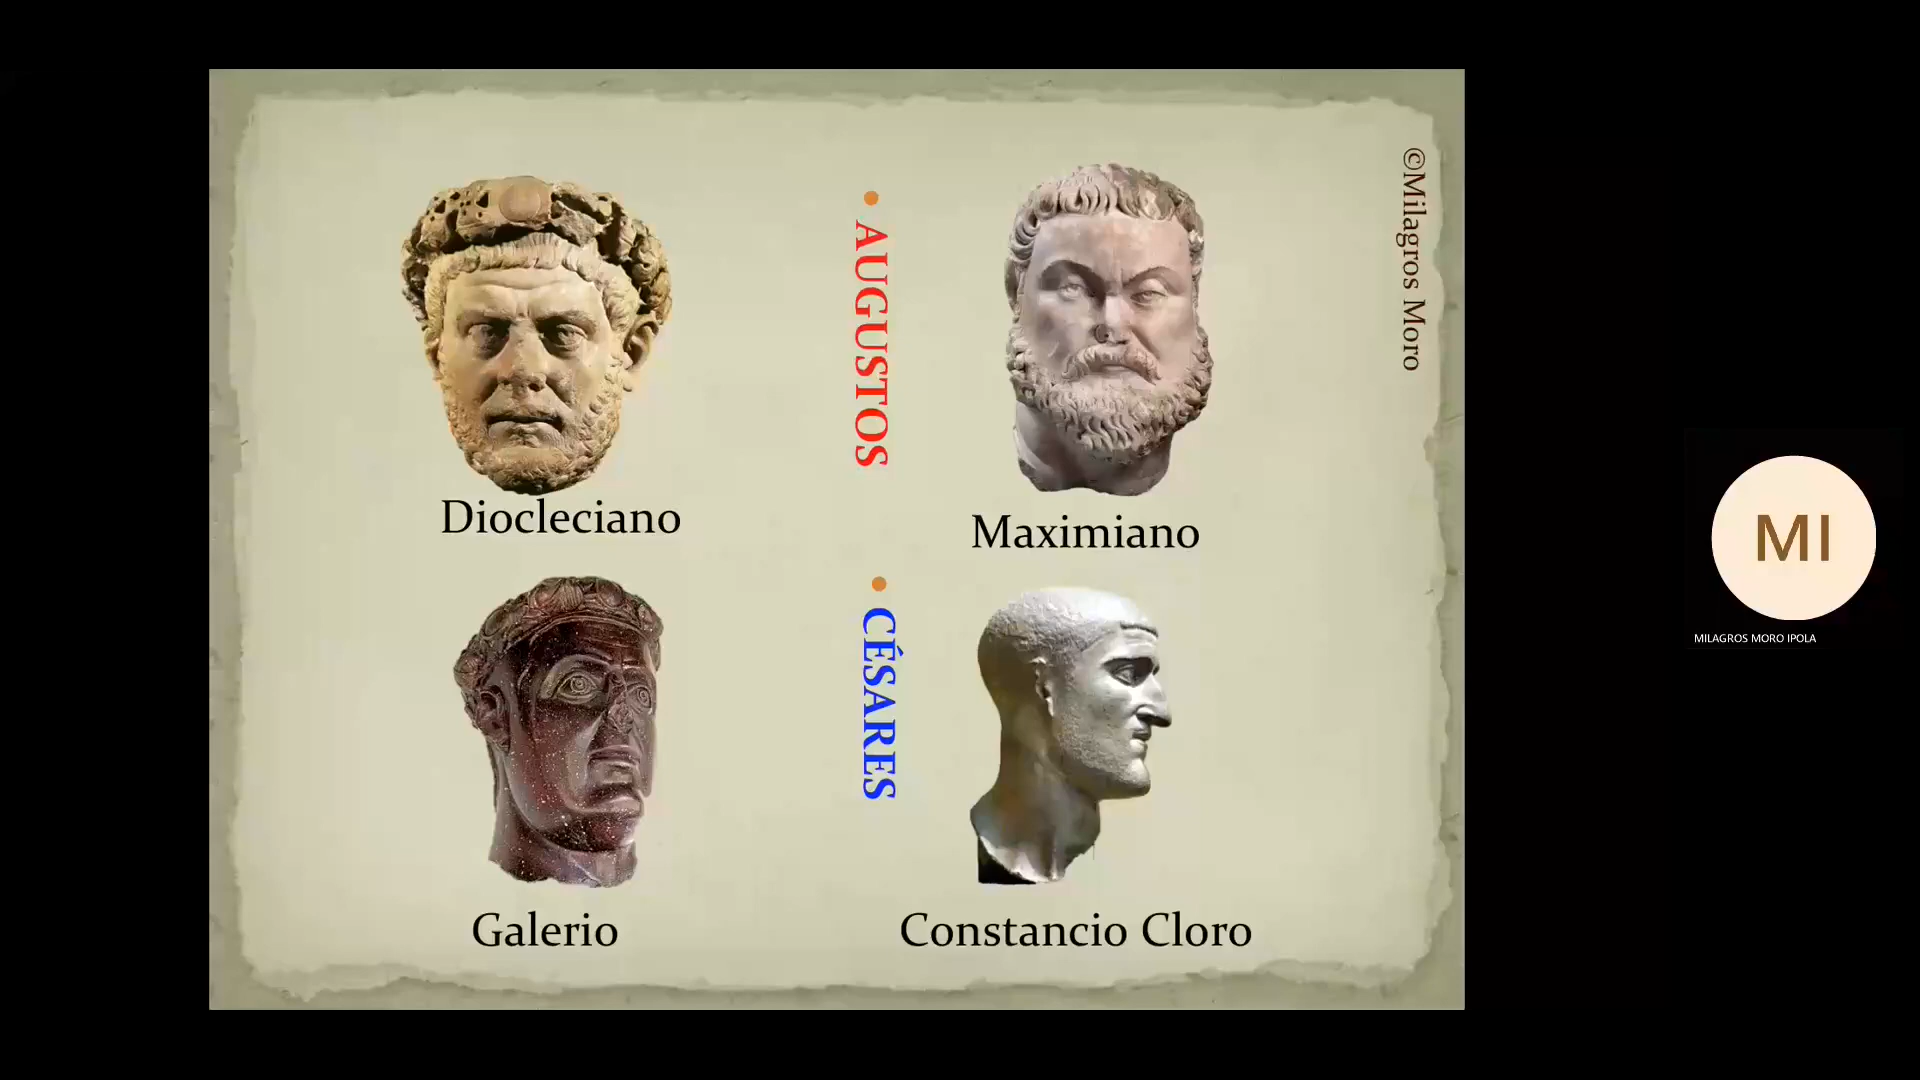 ©Milagros Moro
• AUGUSTOS
Diocleciano
Maximiano
• CÉSARES
Galerio
Constancio Cloro
MI
MILAGROS MORO IPOLA